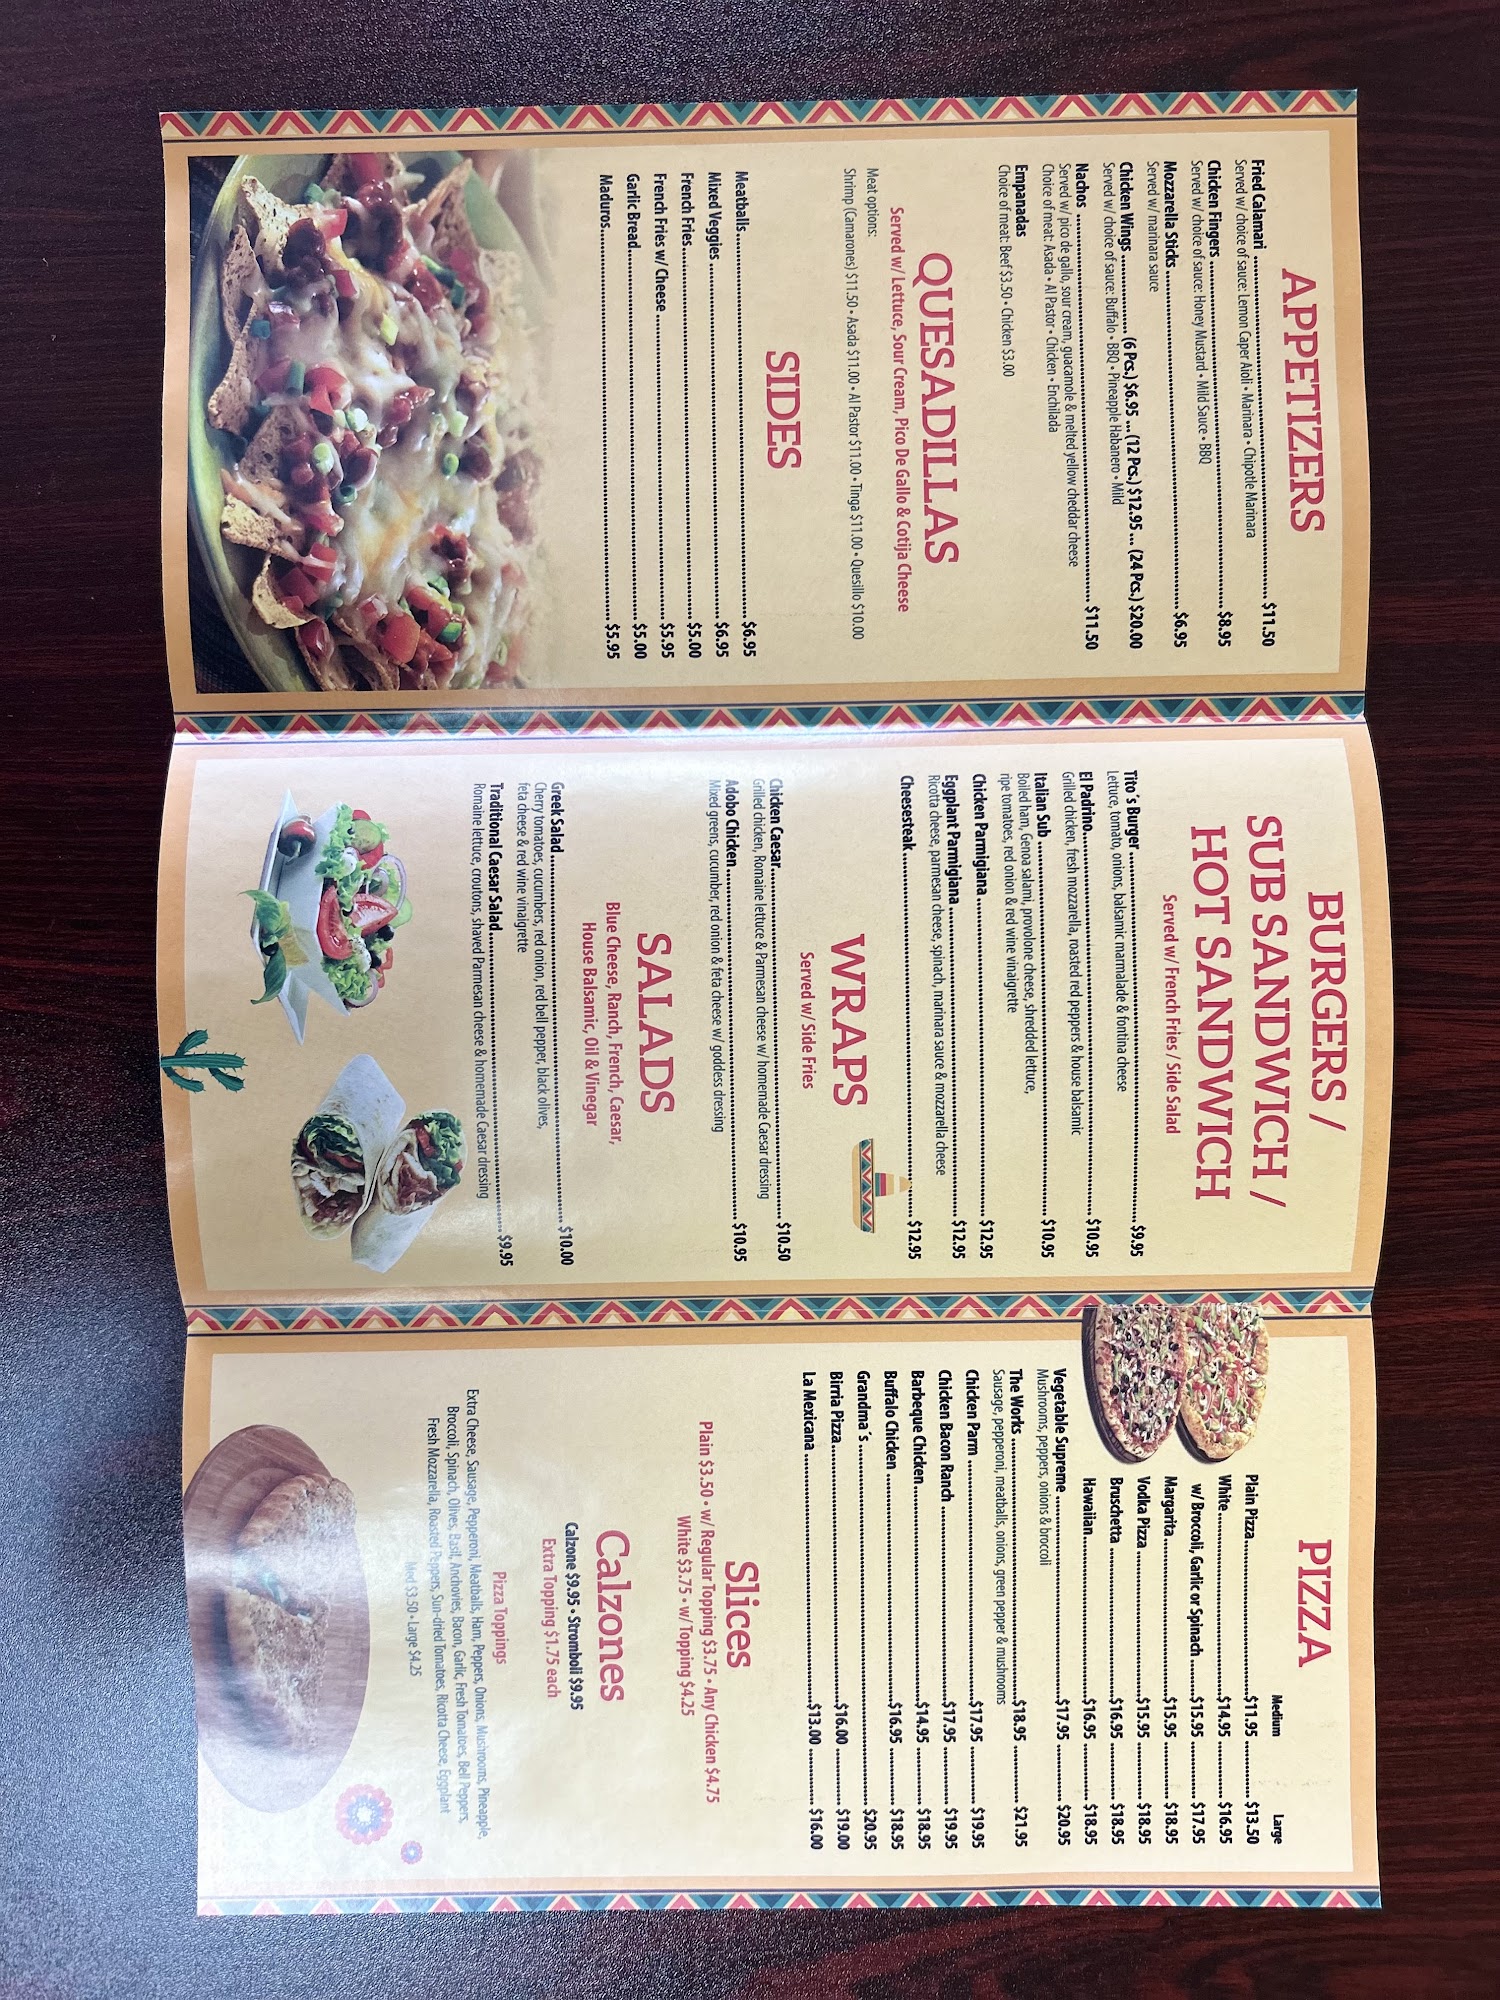 APPETIZERS
Fried Calamari ........ $11.50
Served w/ choice of sauce: Lemon Caper Aioli • Marinara • Chipotle Marinara
Chicken Fingers ........ $8.95
Served w/ choice of sauce: Honey Mustard • Mild Sauce • BBQ
Mozzarella Sticks ........ $6.95
Served w/ marinara sauce
Chicken Wings ........ (6 Pcs.) $6.95 ... (12 Pcs.) $12.95 ... (24 Pcs.) $20.00
Served w/ choice of sauce: Buffalo • BBQ • Pineapple Habanero • Mild
Nachos ........ $11.50
Served w/ pico de gallo, sour cream, guacamole & melted yellow cheddar cheese
Choice of meat: Asada • Al Pastor • Chicken • Enchilada
Empanadas
Choice of meat: Beef $3.50 • Chicken $3.00
QUESADILLAS
Served w/ Lettuce, Sour Cream, Pico De Gallo & Cotija Cheese
Meat options:
Shrimp (Camarones) $11.50 • Asada $11.00 • Al Pastor $11.00 • Tinga $11.00 • Quesillo $10.00
SIDES
Meatballs ........ $6.95
Mixed Veggies ........ $6.95
French Fries ........ $5.00
French Fries w/ Cheese ........ $5.95
Garlic Bread ........ $5.00
Maduros ........ $5.95
BURGERS /
SUB SANDWICH /
HOT SANDWICH
Served w/ French Fries / Side Salad
Tito´s Burger ........ $9.95
Lettuce, tomato, onions, balsamic marmalade & fontina cheese
El Padrino ........ $10.95
Grilled chicken, fresh mozzarella, roasted red peppers & house balsamic
Italian Sub ........ $10.95
Boiled ham, Genoa salami, provolone cheese, shredded lettuce,
ripe tomatoes, red onion & red wine vinaigrette
Chicken Parmigiana ........ $12.95
Eggplant Parmigiana ........ $12.95
Ricotta cheese, parmesan cheese, spinach, marinara sauce & mozzarella cheese
Cheesesteak ........ $12.95
WRAPS
Served w/ Side Fries
Chicken Caesar ........ $10.50
Grilled chicken, Romaine lettuce & Parmesan cheese w/ homemade Caesar dressing
Adobo Chicken ........ $10.95
Mixed greens, cucumber, red onion & feta cheese w/ goddess dressing
SALADS
Blue Cheese, Ranch, French, Caesar,
House Balsamic, Oil & Vinegar
Greek Salad ........ $10.00
Cherry tomatoes, cucumbers, red onion, red bell pepper, black olives,
feta cheese & red wine vinaigrette
Traditional Caesar Salad ........ $9.95
Romaine lettuce, croutons, shaved Parmesan cheese & homemade Caesar dressing
PIZZA
Medium Large
Plain Pizza ........ $11.95 ........ $13.50
White ........ $14.95 ........ $16.95
w/ Broccoli, Garlic or Spinach ........ $15.95 ........ $17.95
Margarita ........ $15.95 ........ $18.95
Vodka Pizza ........ $15.95 ........ $18.95
Bruschetta ........ $16.95 ........ $18.95
Hawaiian ........ $16.95 ........ $18.95
Vegetable Supreme ........ $17.95 ........ $20.95
Mushrooms, peppers, onions & broccoli
The Works ........ $18.95 ........ $21.95
Sausage, pepperoni, meatballs, onions, green pepper & mushrooms
Chicken Parm ........ $17.95 ........ $19.95
Chicken Bacon Ranch ........ $17.95 ........ $19.95
Barbeque Chicken ........ $14.95 ........ $18.95
Buffalo Chicken ........ $16.95 ........ $18.95
Grandma´s ........ $20.95
Birria Pizza ........ $16.00 ........ $19.00
La Mexicana ........ $13.00 ........ $16.00
Slices
Plain $3.50 • w/ Regular Topping $3.75 • Any Chicken $4.75
White $3.75 • w/ Topping $4.25
Calzones
Calzone $9.95 • Stromboli $9.95
Extra Topping $1.75 each
Pizza Toppings
Extra Cheese, Sausage, Pepperoni, Meatballs, Ham, Peppers, Onions, Mushrooms, Pineapple,
Broccoli, Spinach, Olives, Basil, Anchovies, Bacon, Garlic, Fresh Tomatoes, Bell Peppers,
Fresh Mozzarella, Roasted Peppers, Sun-dried Tomatoes, Ricotta Cheese, Eggplant
Med $3.50 • Large $4.25